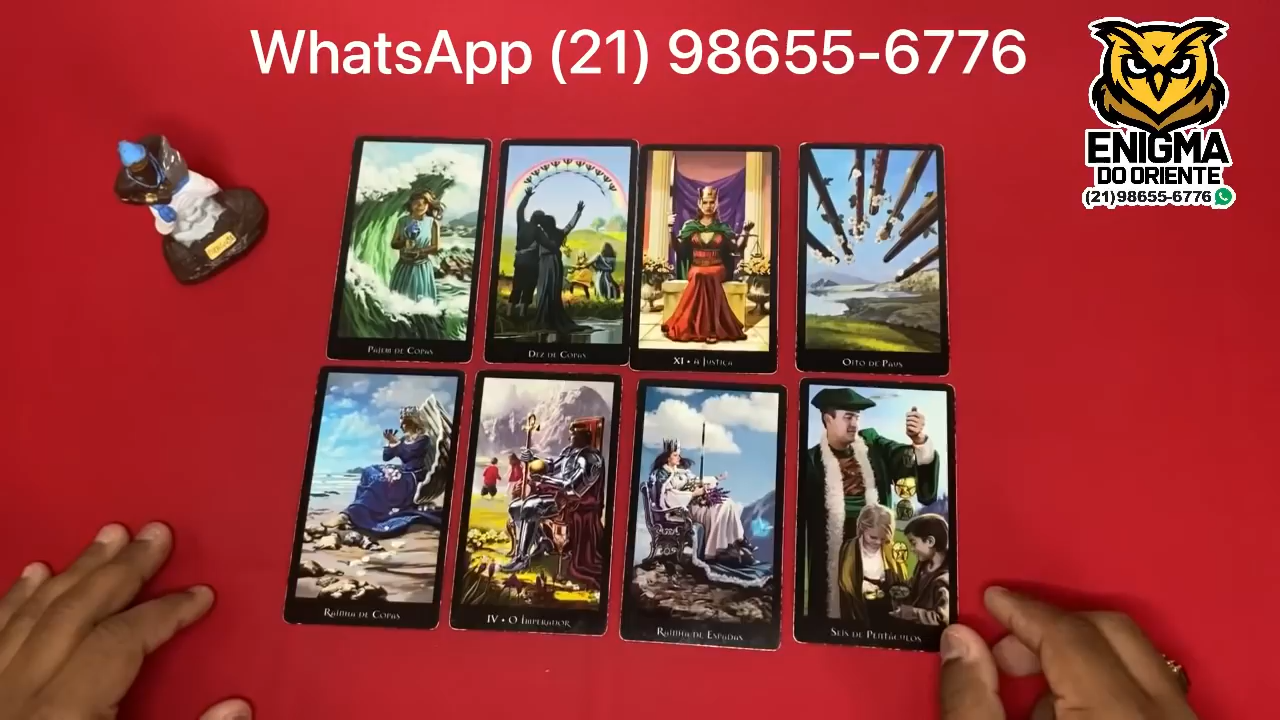 WhatsApp (21) 98655-6776
ENIGMA
DO ORIENTE
(21)98655-6776
Pajem de Copas
Dez de Copas
XI • A Justiça
Oito de Paus
Rainha de Copas
IV • O Imperador
Rainha de Espadas
Seis de Pentáculos